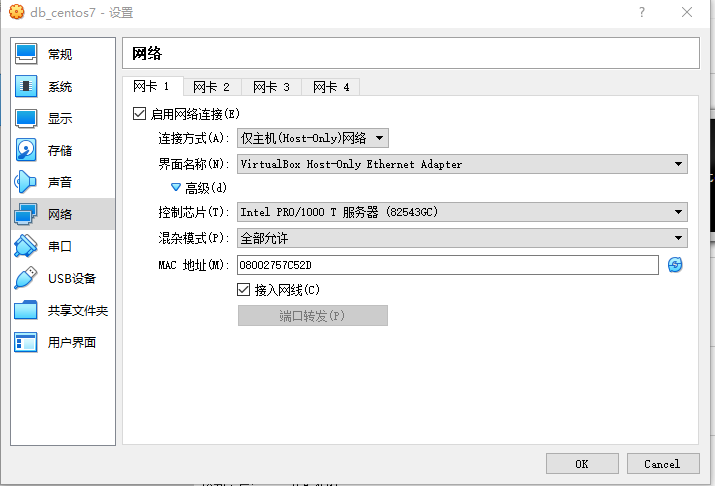 db_centos7 - 设置
常规
系统
显示
存储
声音
网络
串口
USB设备
共享文件夹
用户界面
网络
网卡 1
网卡 2
网卡 3
网卡 4
启用网络连接(E)
连接方式(A): 仅主机(Host-Only)网络
界面名称(N): VirtualBox Host-Only Ethernet Adapter
高级(d)
控制芯片(T): Intel PRO/1000 T 服务器 (82543GC)
混杂模式(P): 全部允许
MAC 地址(M): 08002757C52D
接入网线(C)
端口转发(P)
OK
Cancel